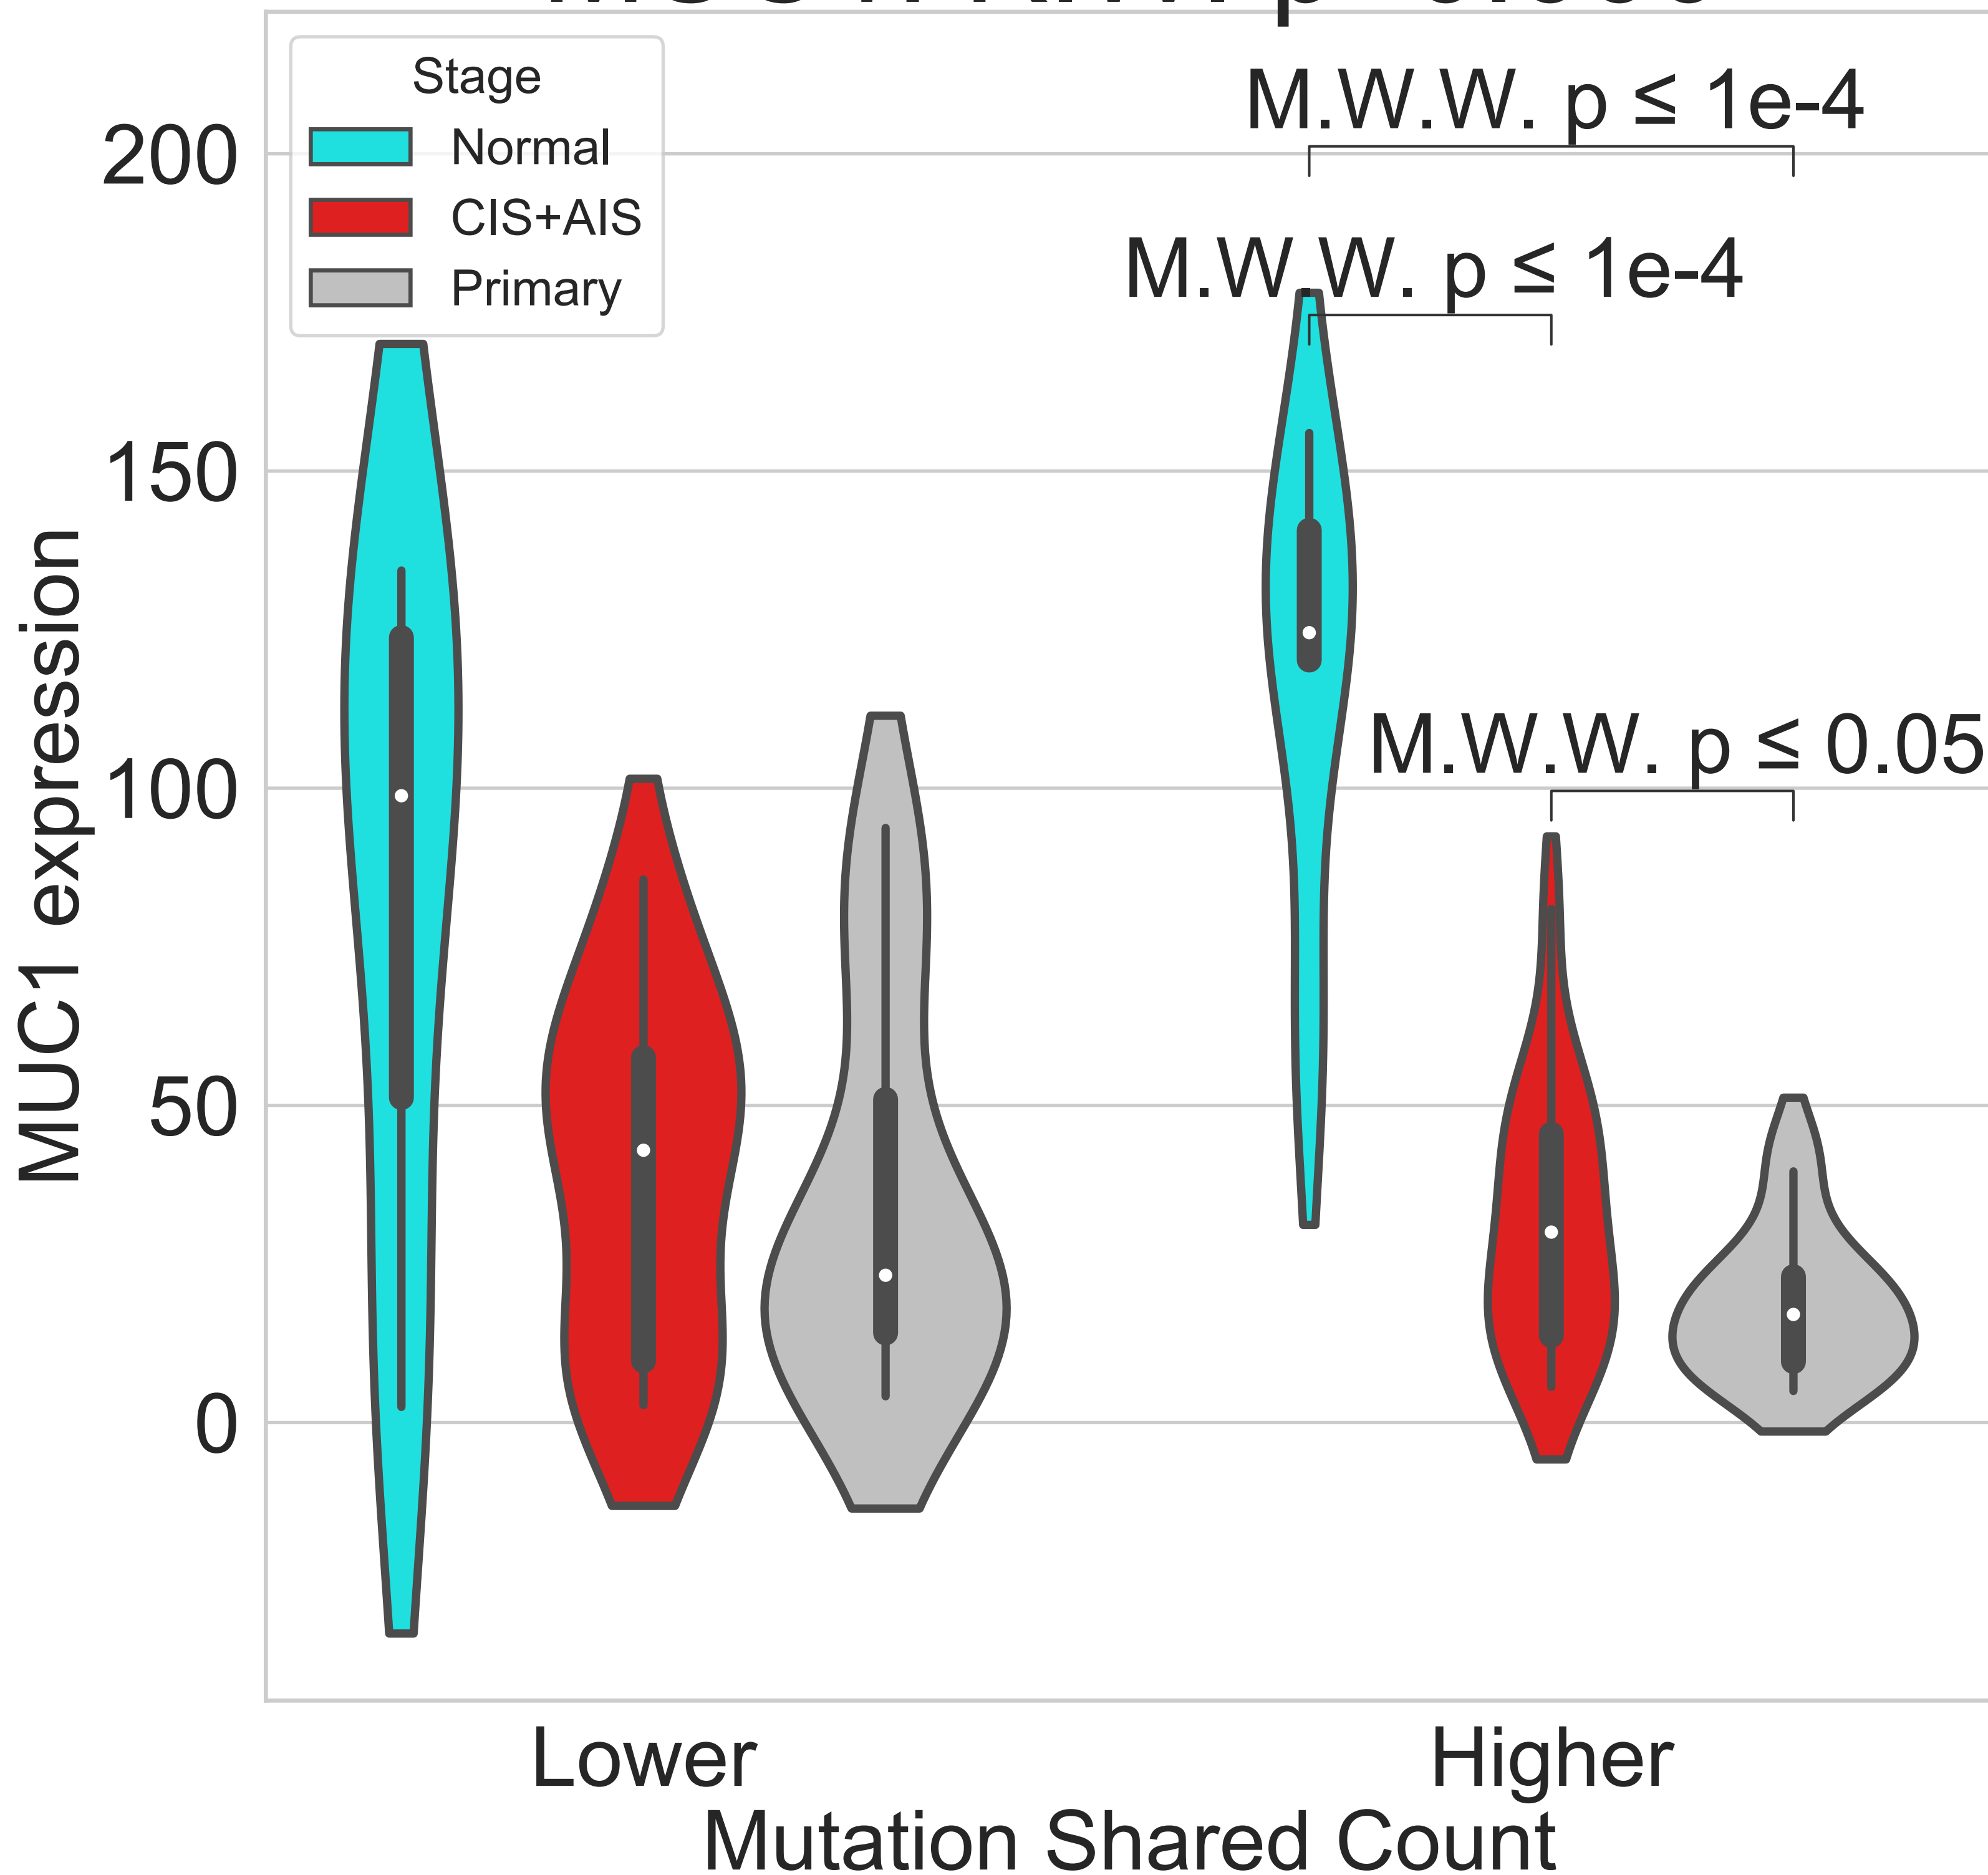 Stage
Normal
CIS+AIS
Primary
M.W.W. p ≤ 1e-4
M.W.W. p ≤ 1e-4
M.W.W. p ≤ 0.05
200
150
100
50
0
MUC1 expression
Lower
Higher
Mutation Shared Count